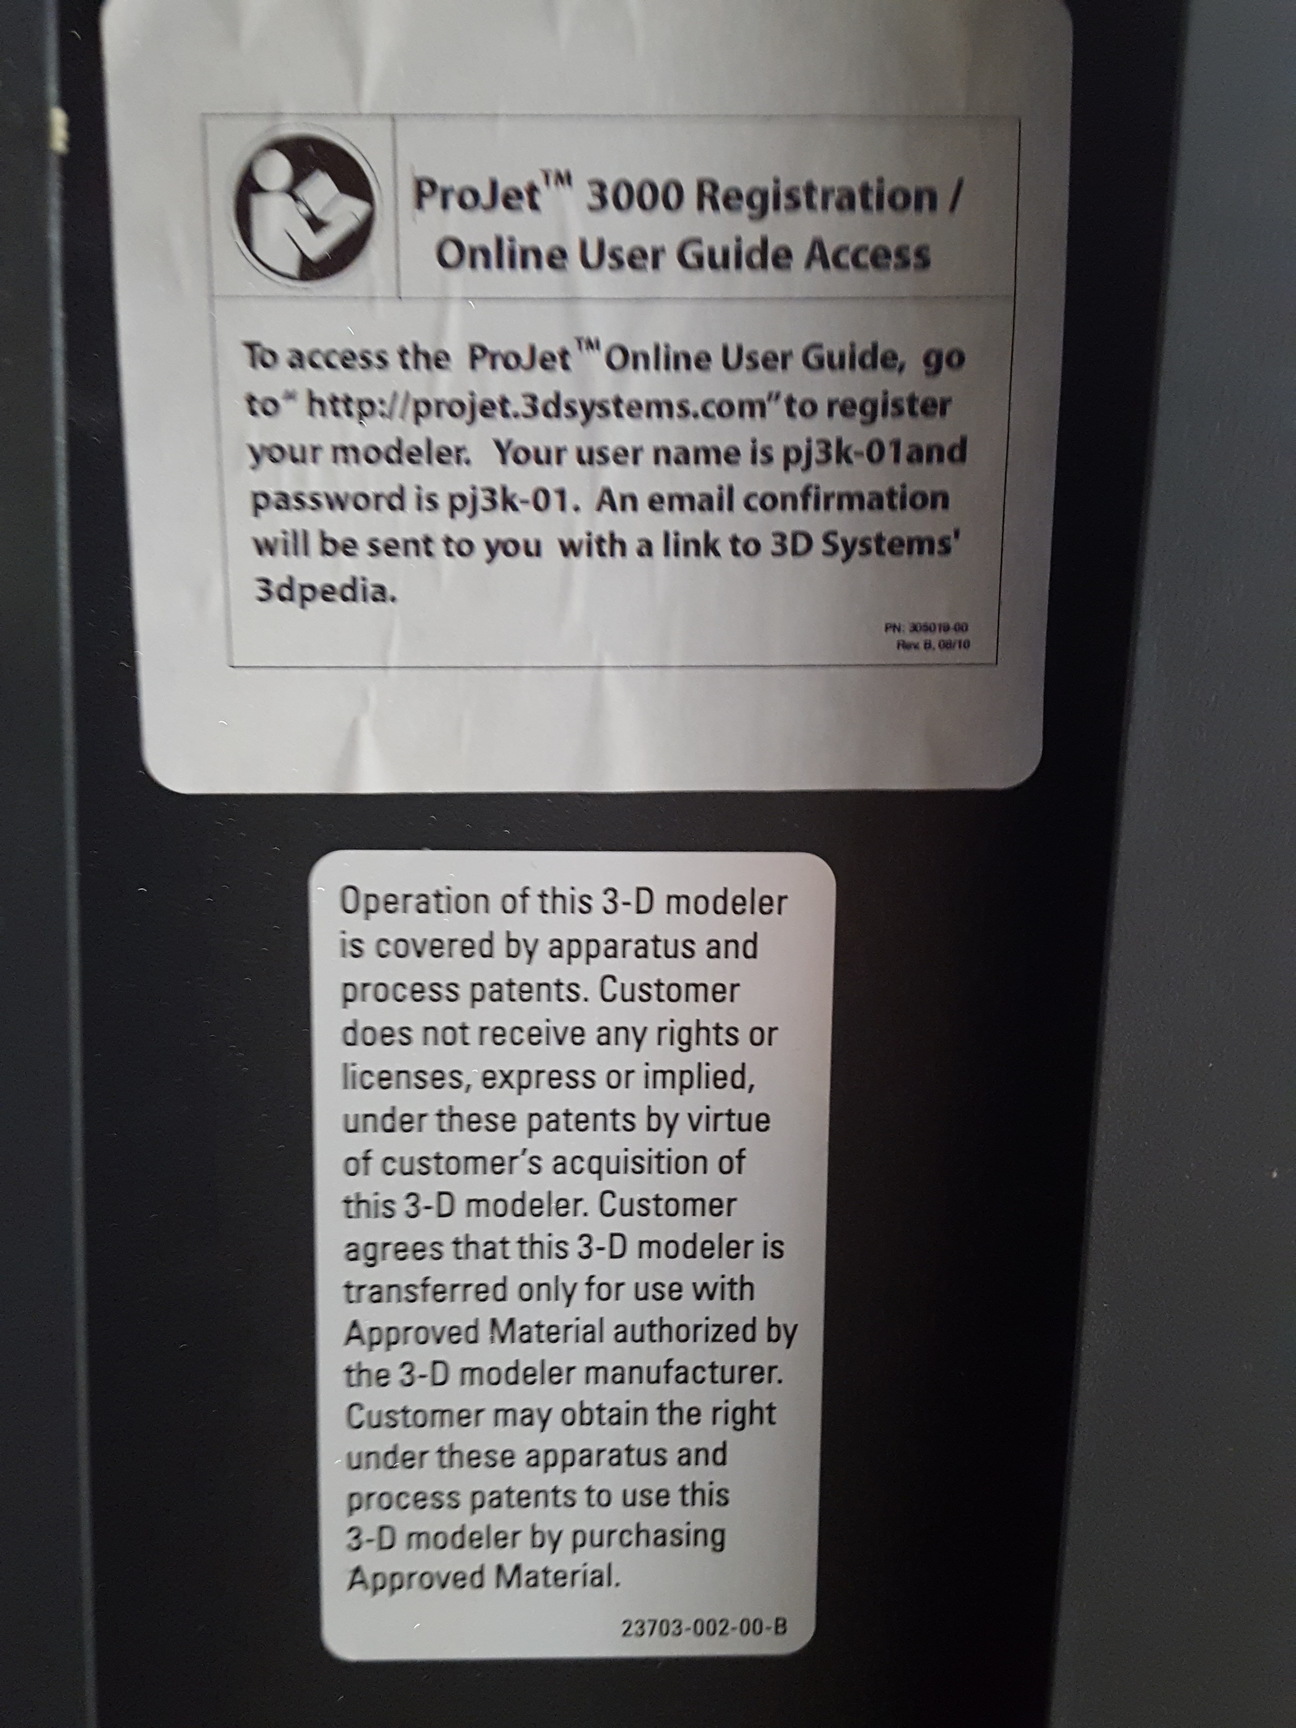 ProJet™ 3000 Registration /
Online User Guide Access
To access the ProJet™ Online User Guide, go
to “ http://projet.3dsystems.com” to register
your modeler. Your user name is pj3k-01and
password is pj3k-01. An email confirmation
will be sent to you with a link to 3D Systems'
3dpedia.
PN: 305019-00
Rev. B, 08/10
Operation of this 3-D modeler
is covered by apparatus and
process patents. Customer
does not receive any rights or
licenses, express or implied,
under these patents by virtue
of customer’s acquisition of
this 3-D modeler. Customer
agrees that this 3-D modeler is
transferred only for use with
Approved Material authorized by
the 3-D modeler manufacturer.
Customer may obtain the right
under these apparatus and
process patents to use this
3-D modeler by purchasing
Approved Material.
23703-002-00-B